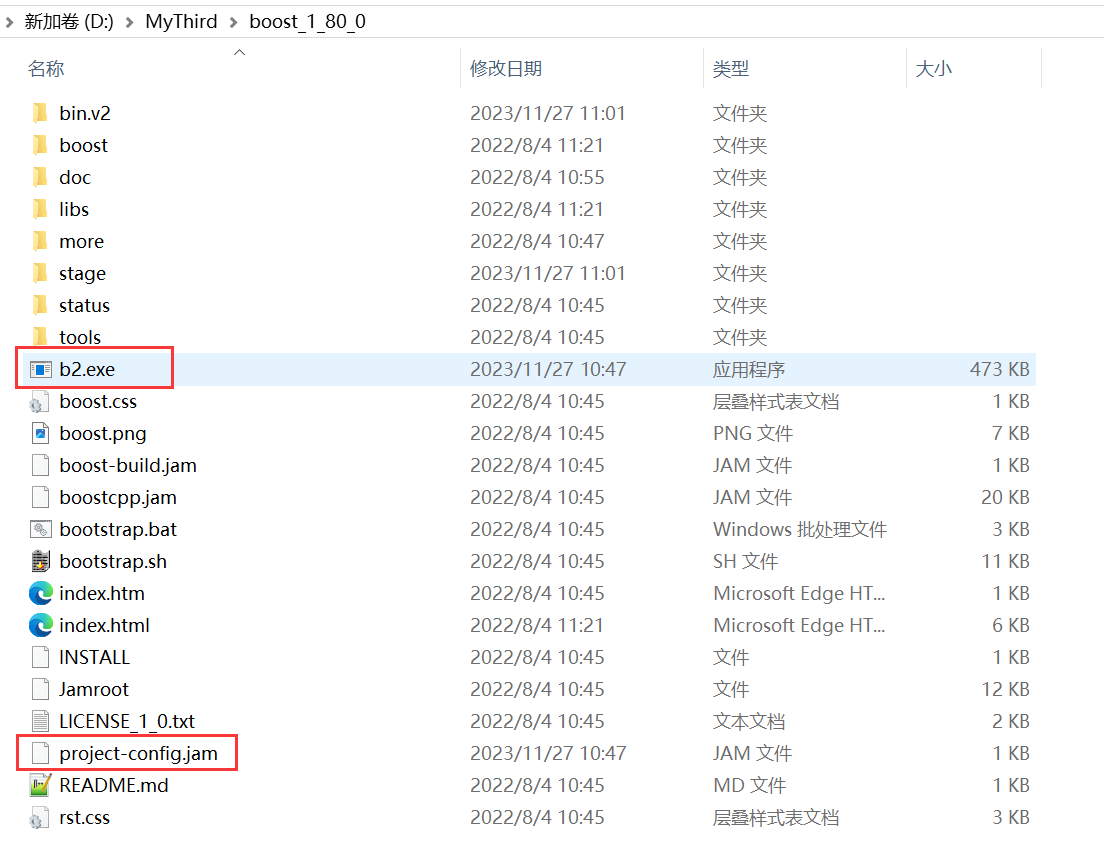 新加卷 (D:) > MyThird > boost_1_80_0
名称 修改日期 类型 大小
bin.v2 2023/11/27 11:01 文件夹
boost 2022/8/4 11:21 文件夹
doc 2022/8/4 10:55 文件夹
libs 2022/8/4 11:21 文件夹
more 2022/8/4 10:47 文件夹
stage 2023/11/27 11:01 文件夹
status 2022/8/4 10:45 文件夹
tools 2022/8/4 10:45 文件夹
b2.exe 2023/11/27 10:47 应用程序 473 KB
boost.css 2022/8/4 10:45 层叠样式表文档 1 KB
boost.png 2022/8/4 10:45 PNG 文件 7 KB
boost-build.jam 2022/8/4 10:45 JAM 文件 1 KB
boostcpp.jam 2022/8/4 10:45 JAM 文件 20 KB
bootstrap.bat 2022/8/4 10:45 Windows 批处理文件 3 KB
bootstrap.sh 2022/8/4 10:45 SH 文件 11 KB
index.htm 2022/8/4 10:45 Microsoft Edge HT... 1 KB
index.html 2022/8/4 11:21 Microsoft Edge HT... 6 KB
INSTALL 2022/8/4 10:45 文件 1 KB
Jamroot 2022/8/4 10:45 文件 12 KB
LICENSE_1_0.txt 2022/8/4 10:45 文本文档 2 KB
project-config.jam 2023/11/27 10:47 JAM 文件 1 KB
README.md 2022/8/4 10:45 MD 文件 1 KB
rst.css 2022/8/4 10:45 层叠样式表文档 3 KB